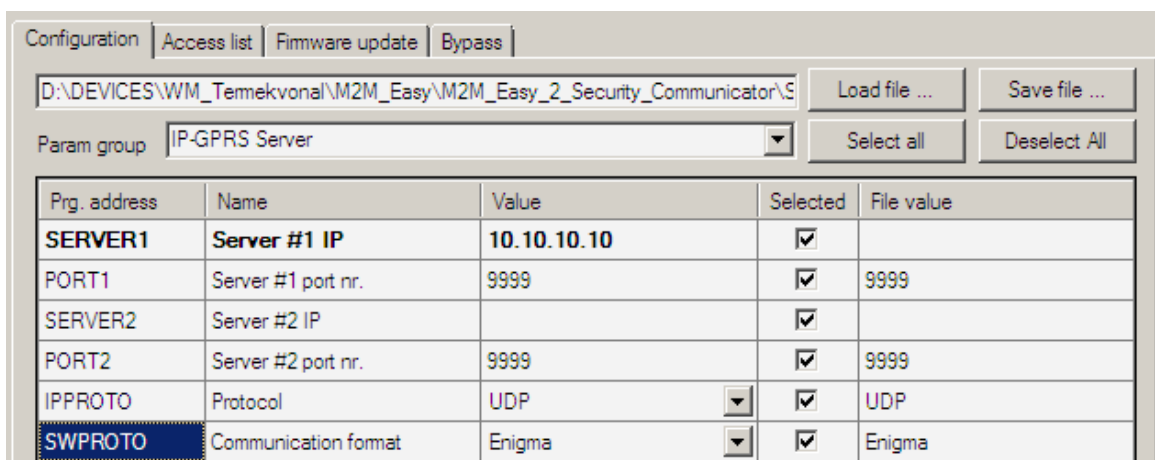 Configuration Access list Firmware update Bypass
D:\DEVICES\WM_Termekvonal\M2M_Easy\M2M_Easy_2_Security_Communicator\S Load file ... Save file ...
Param group IP-GPRS Server Select all Deselect All
Prg. address Name Value Selected File value
SERVER1 Server #1 IP 10.10.10.10
PORT1 Server #1 port nr. 9999 9999
SERVER2 Server #2 IP
PORT2 Server #2 port nr. 9999 9999
IPPROTO Protocol UDP UDP
SWPROTO Communication format Enigma Enigma